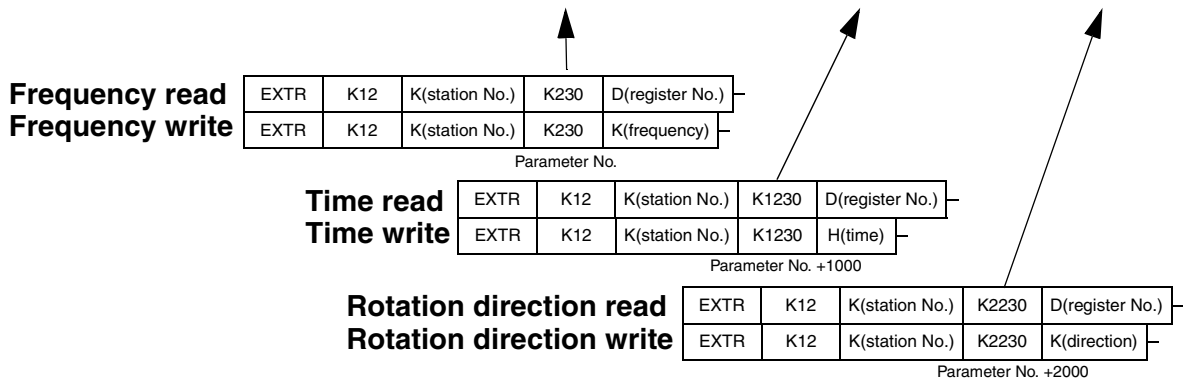 Frequency read EXTR K12 K(station No.) K230 D(register No.)
Frequency write EXTR K12 K(station No.) K230 K(frequency)
Parameter No.
Time read EXTR K12 K(station No.) K1230 D(register No.)
Time write EXTR K12 K(station No.) K1230 H(time)
Parameter No. +1000
Rotation direction read EXTR K12 K(station No.) K2230 D(register No.)
Rotation direction write EXTR K12 K(station No.) K2230 K(direction)
Parameter No. +2000